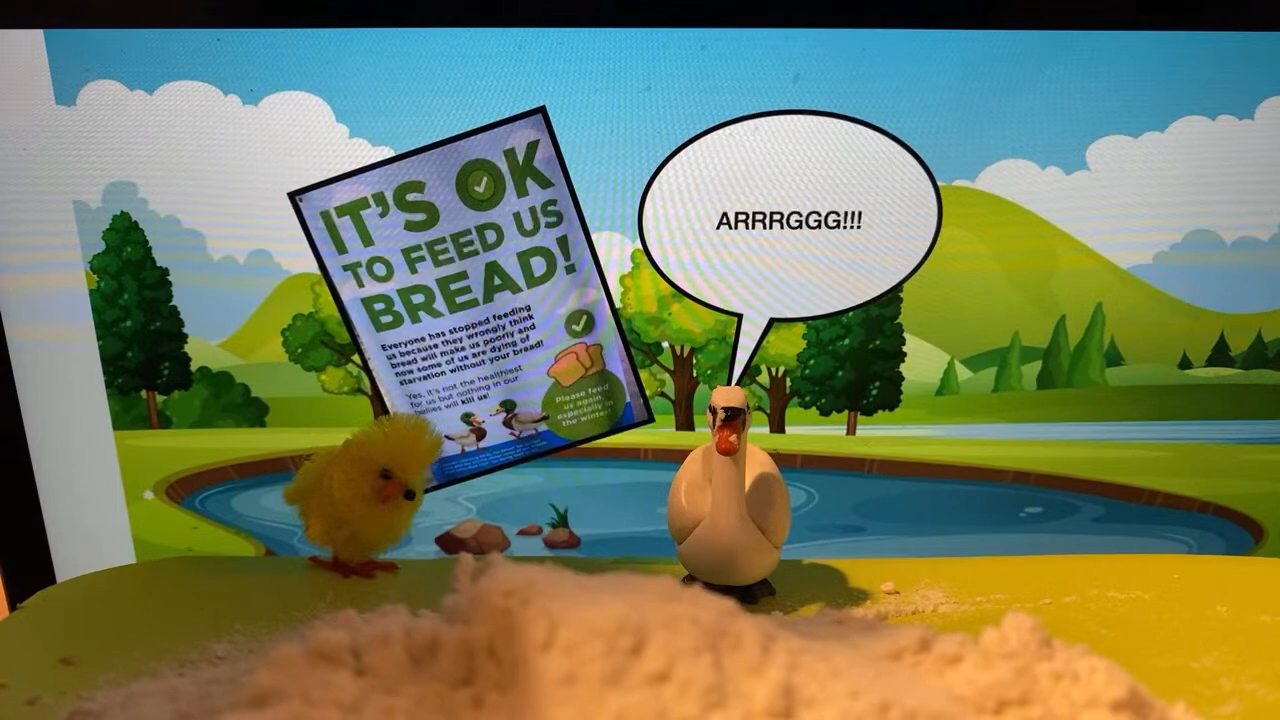 IT'S OK
TO FEED US
BREAD!
Everyone has stopped feeding
us because they wrongly think
bread will make us poorly and
now some of us are dying of
starvation without your bread!
Yes, it's not the healthiest
for us but nothing in our
bellies will kill us!
Please feed
us again,
especially in
the winter!
ARRRGGG!!!